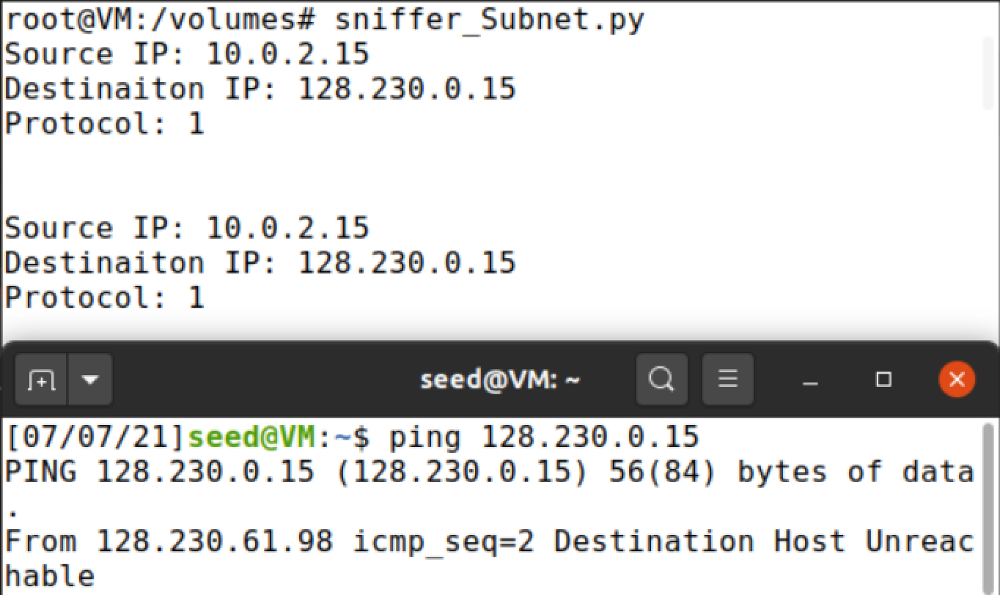 root@VM:/volumes# sniffer_Subnet.py
Source IP: 10.0.2.15
Destinaiton IP: 128.230.0.15
Protocol: 1
Source IP: 10.0.2.15
Destinaiton IP: 128.230.0.15
Protocol: 1
seed@VM: ~
[07/07/21]seed@VM:~$ ping 128.230.0.15
PING 128.230.0.15 (128.230.0.15) 56(84) bytes of data
.
From 128.230.61.98 icmp_seq=2 Destination Host Unreac
hable